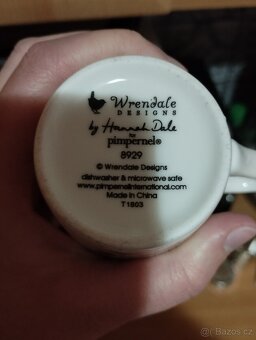 Wrendale
DESIGNS
by Hannah Dale
for
pimpernel®
8929
© Wrendale Designs
dishwasher & microwave safe
www.pimpernelinternational.com
Made in China
T1803
Bazos.cz